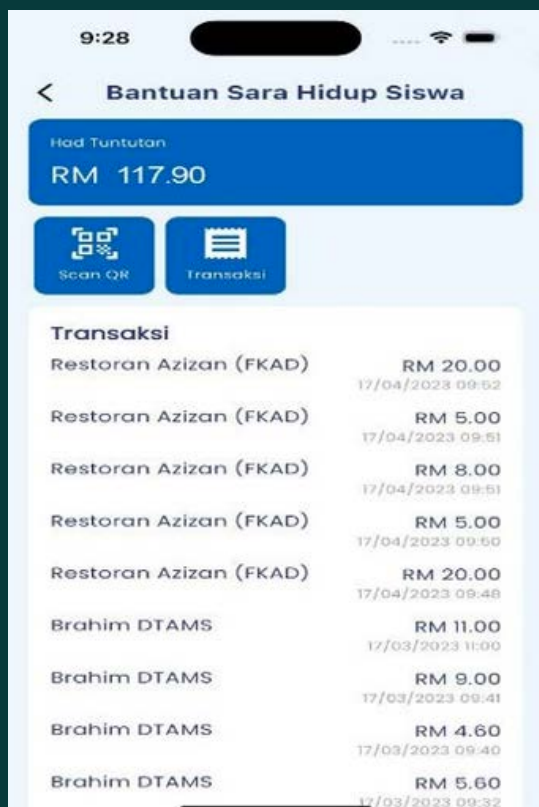 9:28
Bantuan Sara Hidup Siswa
Had Tuntutan
RM 117.90
Scan QR
Transaksi
Transaksi
Restoran Azizan (FKAD) RM 20.00
17/04/2023 09:52
Restoran Azizan (FKAD) RM 5.00
17/04/2023 09:51
Restoran Azizan (FKAD) RM 8.00
17/04/2023 09:51
Restoran Azizan (FKAD) RM 5.00
17/04/2023 09:50
Restoran Azizan (FKAD) RM 20.00
17/04/2023 09:48
Brahim DTAMS RM 11.00
17/03/2023 11:00
Brahim DTAMS RM 9.00
17/03/2023 09:41
Brahim DTAMS RM 4.60
17/03/2023 09:40
Brahim DTAMS RM 5.60
17/03/2023 09:32